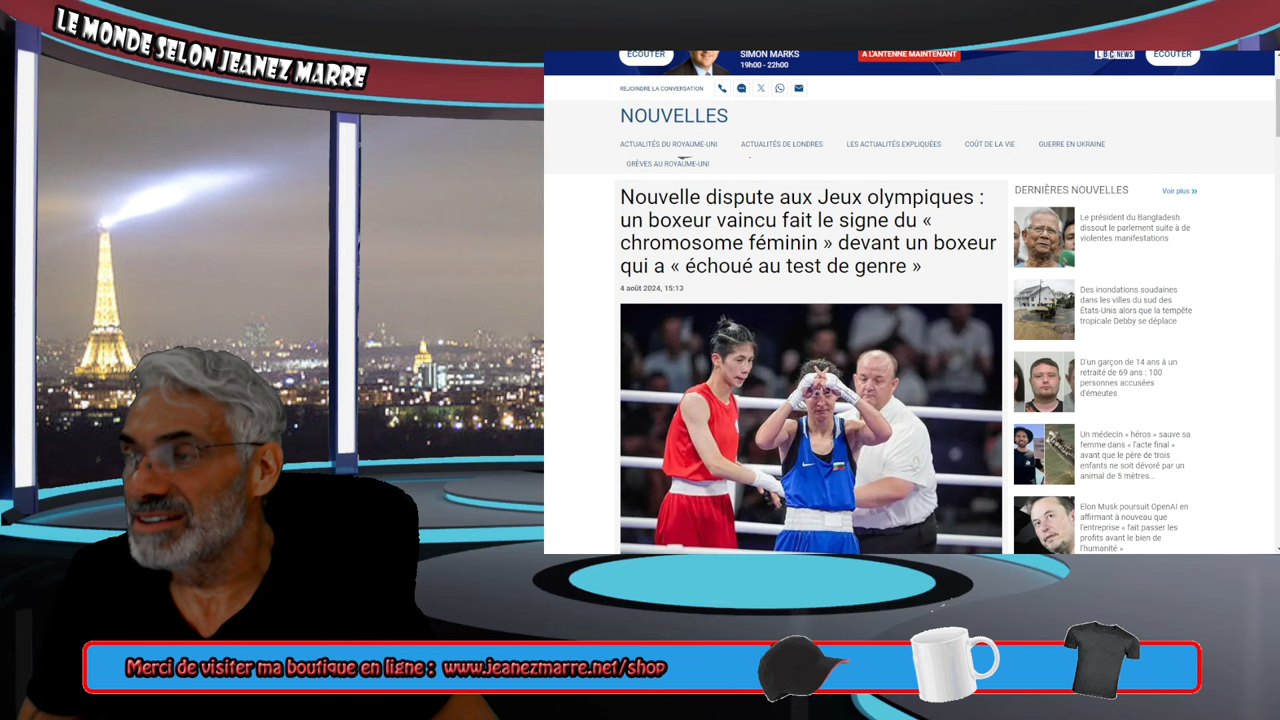 LE MONDE SELON JEANEZ MARRE
ÉCOUTER
SIMON MARKS
19h00 - 22h00
À L'ANTENNE MAINTENANT
LBC NEWS
ÉCOUTER
REJOINDRE LA CONVERSATION
NOUVELLES
ACTUALITÉS DU ROYAUME-UNI
ACTUALITÉS DE LONDRES
LES ACTUALITÉS EXPLIQUÉES
COÛT DE LA VIE
GUERRE EN UKRAINE
GRÈVES AU ROYAUME-UNI
Nouvelle dispute aux Jeux olympiques :
un boxeur vaincu fait le signe du «
chromosome féminin » devant un boxeur
qui a « échoué au test de genre »
4 août 2024, 15:13
DERNIÈRES NOUVELLES
Voir plus »
Le président du Bangladesh
dissout le parlement suite à de
violentes manifestations
Des inondations soudaines
dans les villes du sud des
États-Unis alors que la tempête
tropicale Debby se déplace
D'un garçon de 14 ans à un
retraité de 69 ans : 100
personnes accusées
d'émeutes
Un médecin « héros » sauve sa
femme dans « l'acte final »
avant que le père de trois
enfants ne soit dévoré par un
animal de 5 mètres...
Elon Musk poursuit OpenAI en
affirmant à nouveau que
l'entreprise « fait passer les
profits avant le bien de
l'humanité »
Merci de visiter ma boutique en ligne : www.jeanezmarre.net/shop